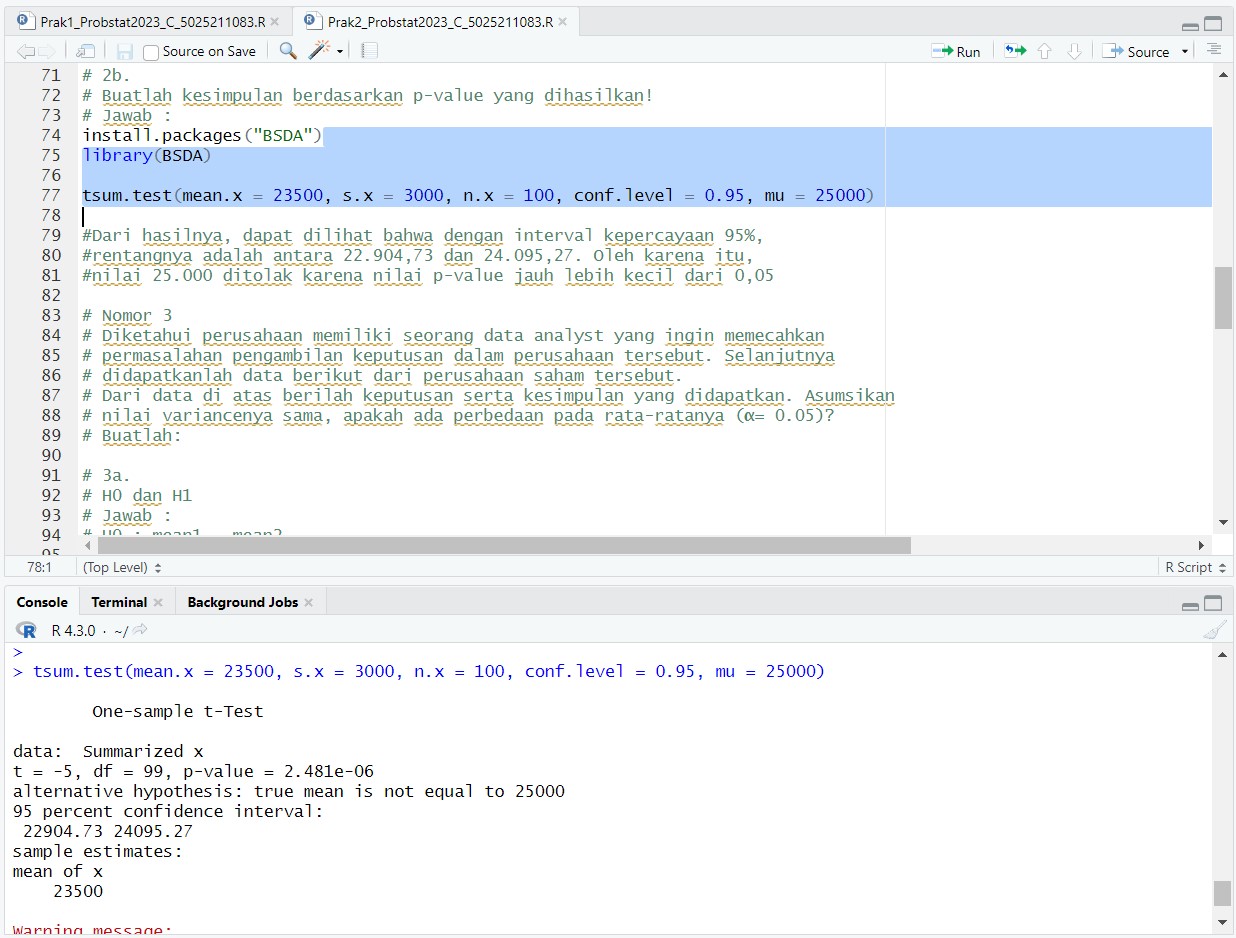 Prak1_Probstat2023_C_5025211083.R
Prak2_Probstat2023_C_5025211083.R
Source on Save
Run
Source
71 # 2b.
72 # Buatlah kesimpulan berdasarkan p-value yang dihasilkan!
73 # Jawab :
74 install.packages("BSDA")
75 library(BSDA)
76
77 tsum.test(mean.x = 23500, s.x = 3000, n.x = 100, conf.level = 0.95, mu = 25000)
78
79 #Dari hasilnya, dapat dilihat bahwa dengan interval kepercayaan 95%,
80 #rentangnya adalah antara 22.904,73 dan 24.095,27. Oleh karena itu,
81 #nilai 25.000 ditolak karena nilai p-value jauh lebih kecil dari 0,05
82
83 # Nomor 3
84 # Diketahui perusahaan memiliki seorang data analyst yang ingin memecahkan
85 # permasalahan pengambilan keputusan dalam perusahaan tersebut. Selanjutnya
86 # didapatkanlah data berikut dari perusahaan saham tersebut.
87 # Dari data di atas berilah keputusan serta kesimpulan yang didapatkan. Asumsikan
88 # nilai variancenya sama, apakah ada perbedaan pada rata-ratanya (α= 0.05)?
89 # Buatlah:
90
91 # 3a.
92 # H0 dan H1
93 # Jawab :
94 # H0 : mean1 mean2
95
78:1 (Top Level) R Script
Console Terminal Background Jobs
R R 4.3.0 · ~/
>
> tsum.test(mean.x = 23500, s.x = 3000, n.x = 100, conf.level = 0.95, mu = 25000)
One-sample t-Test
data: Summarized x
t = -5, df = 99, p-value = 2.481e-06
alternative hypothesis: true mean is not equal to 25000
95 percent confidence interval:
22904.73 24095.27
sample estimates:
mean of x
23500
Warning message: